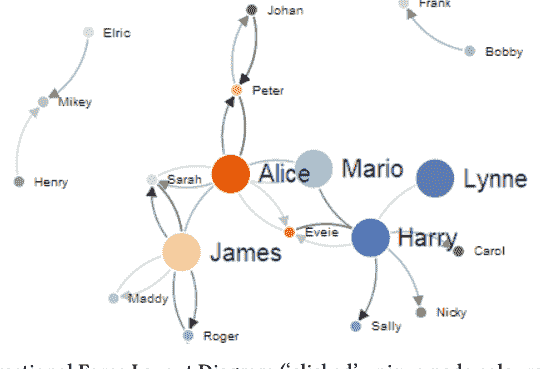 Johan
Frank
Elric
Bobby
Peter
Mikey
Alice
Mario
Lynne
Henry
Sarah
Eveie
Harry
James
Carol
Maddy
Nicky
Roger
Sally